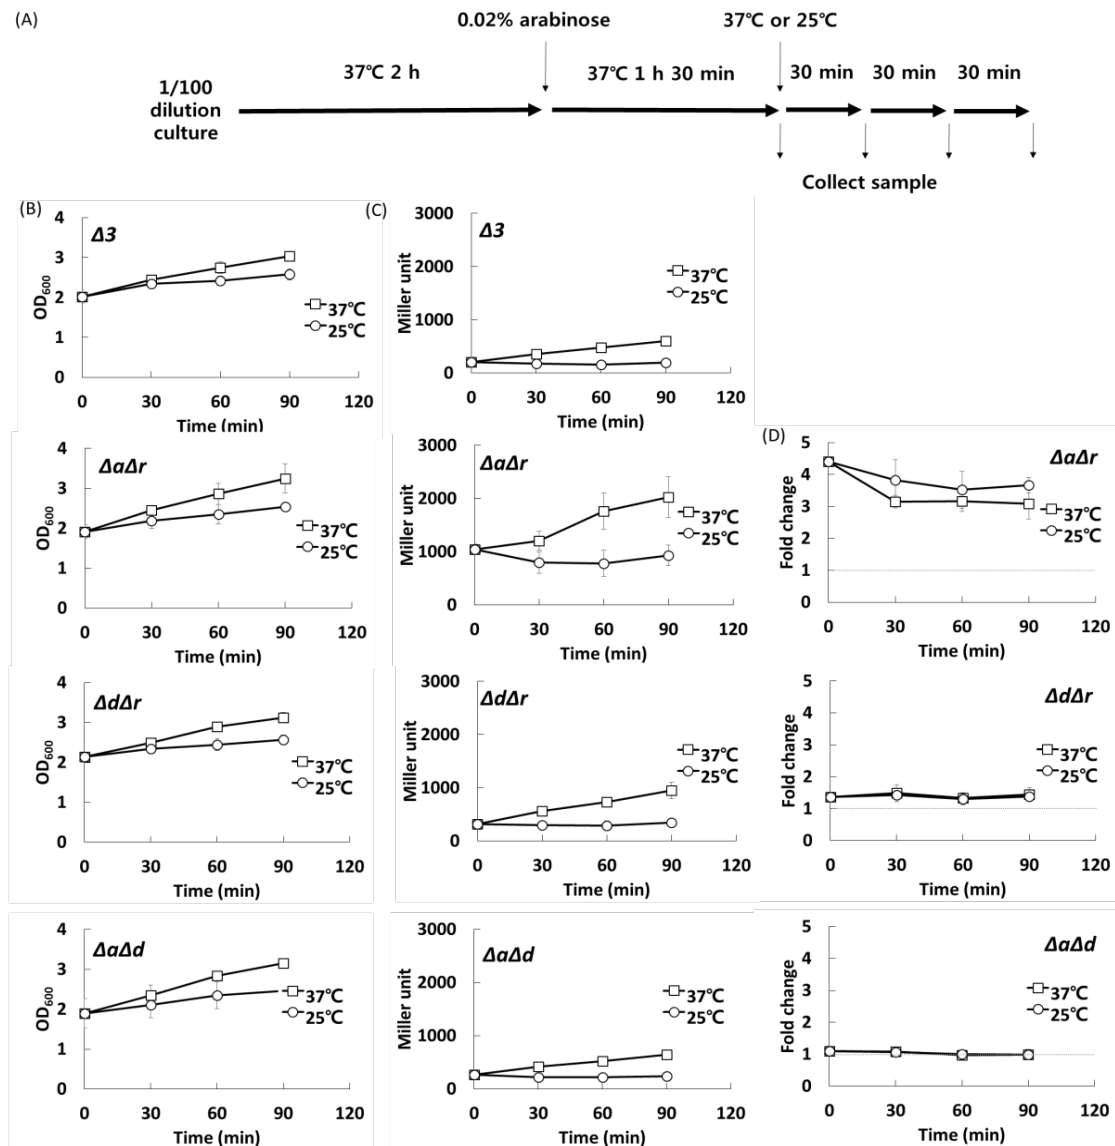 (A)
0.02% arabinose
37℃ or 25℃
37℃ 2 h
37℃ 1 h 30 min
30 min
30 min
30 min
1/100
dilution
culture
Collect sample
(B)
Δ3
4
3
2
1
0
OD600
37℃
25℃
0 30 60 90 120
Time (min)
(C)
Δ3
3000
2000
1000
0
Miller unit
37℃
25℃
0 30 60 90 120
Time (min)
ΔaΔr
4
3
2
1
0
OD600
37℃
25℃
0 30 60 90 120
Time (min)
ΔaΔr
3000
2000
1000
0
Miller unit
37℃
25℃
0 30 60 90 120
Time (min)
(D)
ΔaΔr
5
4
3
2
1
0
Fold change
37℃
25℃
0 30 60 90 120
Time (min)
ΔdΔr
4
3
2
1
0
OD600
37℃
25℃
0 30 60 90 120
Time (min)
ΔdΔr
3000
2000
1000
0
Miller unit
37℃
25℃
0 30 60 90 120
Time (min)
ΔdΔr
5
4
3
2
1
0
Fold change
37℃
25℃
0 30 60 90 120
Time (min)
ΔaΔd
4
3
2
1
0
OD600
37℃
25℃
0 30 60 90 120
Time (min)
ΔaΔd
3000
2000
1000
0
Miller unit
37℃
25℃
0 30 60 90 120
Time (min)
ΔaΔd
5
4
3
2
1
0
Fold change
37℃
25℃
0 30 60 90 120
Time (min)